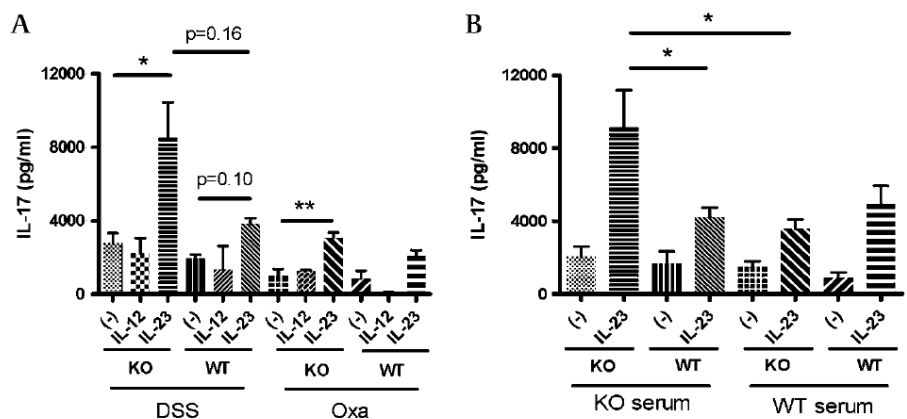 A
p=0.16
*
p=0.10
**
IL-17 (pg/ml)
12000
8000
4000
0
(-) IL-12 IL-23 (-) IL-12 IL-23 (-) IL-12 IL-23 (-) IL-12 IL-23
KO WT KO WT
DSS Oxa
B
*
*
IL-17 (pg/ml)
12000
8000
4000
0
(-) IL-23 (-) IL-23 (-) IL-23 (-) IL-23
KO WT KO WT
KO serum WT serum